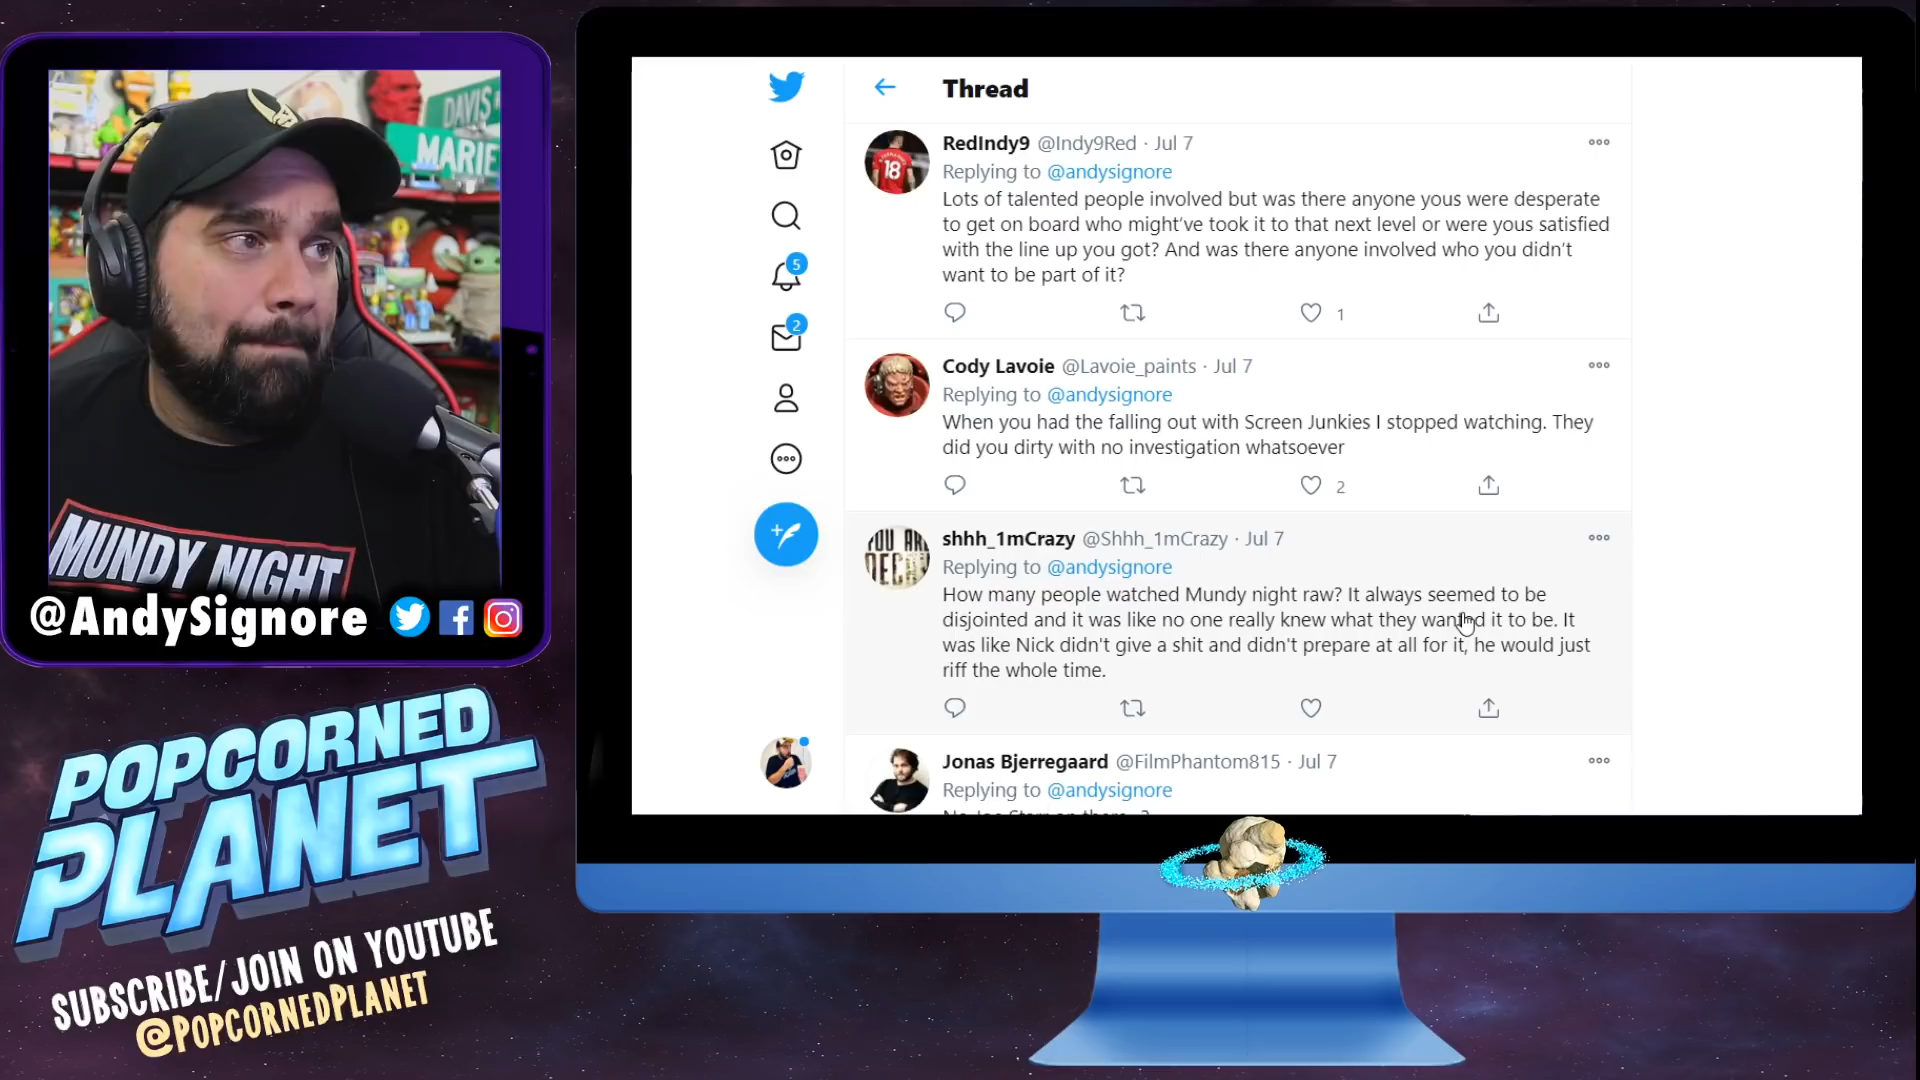 DAVIS
MARIE
MUNDY NIGHT
@AndySignore
POPCORNED
PLANET
SUBSCRIBE/JOIN ON YOUTUBE
@POPCORNEDPLANET
5
2
Thread
RedIndy9 @Indy9Red · Jul 7
Replying to @andysignore
Lots of talented people involved but was there anyone yous were desperate
to get on board who might've took it to that next level or were yous satisfied
with the line up you got? And was there anyone involved who you didn't
want to be part of it?
1
18
Cody Lavoie @Lavoie_paints · Jul 7
Replying to @andysignore
When you had the falling out with Screen Junkies I stopped watching. They
did you dirty with no investigation whatsoever
2
YOU ARE
shhh_1mCrazy @Shhh_1mCrazy · Jul 7
Replying to @andysignore
How many people watched Mundy night raw? It always seemed to be
disjointed and it was like no one really knew what they wanted it to be. It
was like Nick didn't give a shit and didn't prepare at all for it, he would just
riff the whole time.
Jonas Bjerregaard @FilmPhantom815 · Jul 7
Replying to @andysignore